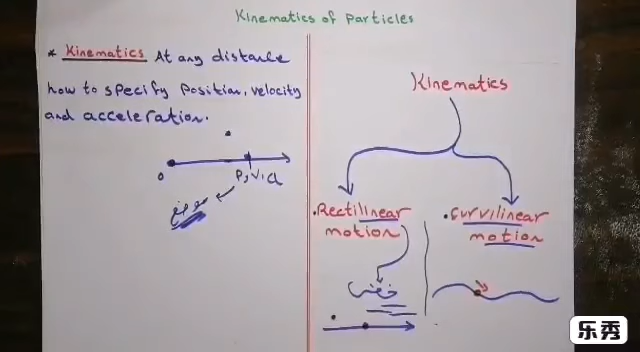 Kinematics of Particles
* Kinematics At any distance
how to specify Position, velocity
and acceleration.
o
P, V, a
موضع
Kinematics
.Rectilinear
motion
.Curvilinear
motion
乐秀